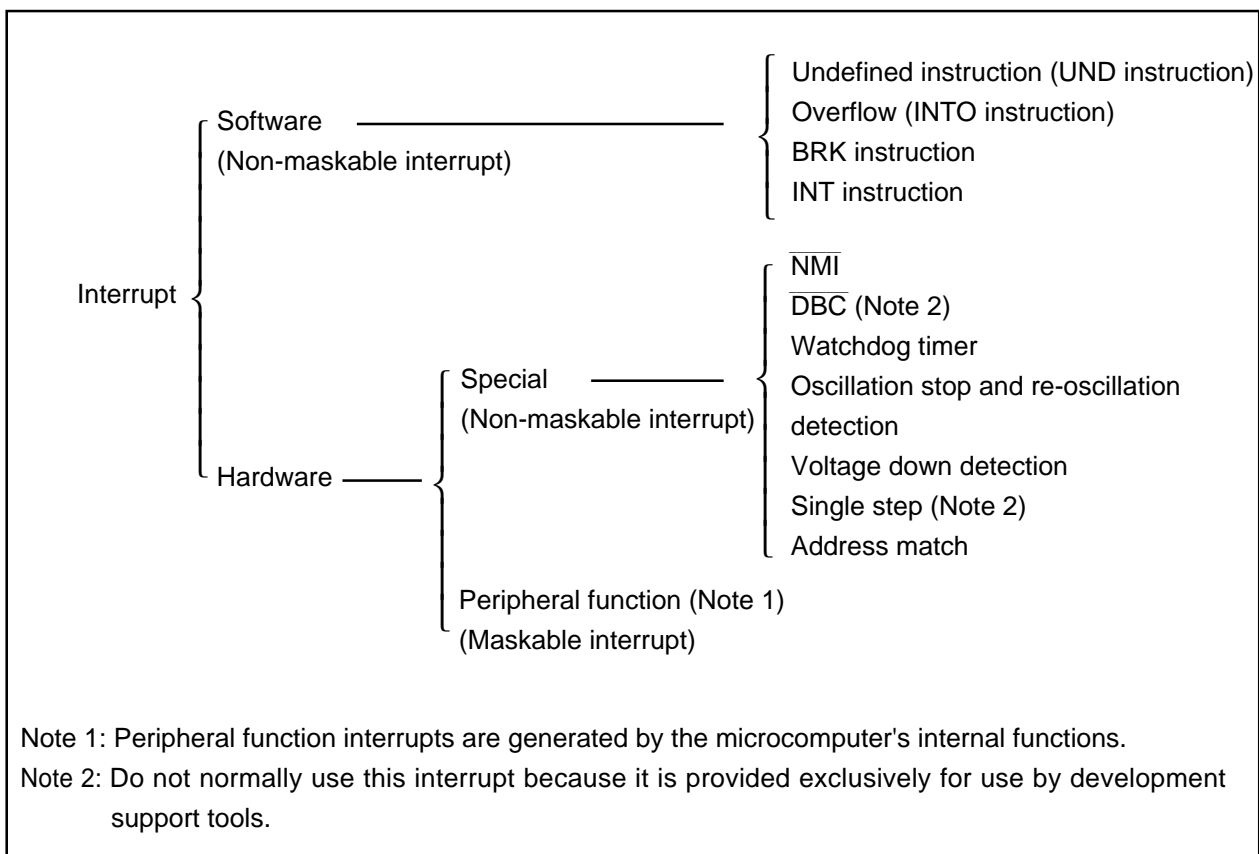 Interrupt
Software
(Non-maskable interrupt)
Undefined instruction (UND instruction)
Overflow (INTO instruction)
BRK instruction
INT instruction
Hardware
Special
(Non-maskable interrupt)
NMI
DBC (Note 2)
Watchdog timer
Oscillation stop and re-oscillation
detection
Voltage down detection
Single step (Note 2)
Address match
Peripheral function (Note 1)
(Maskable interrupt)
Note 1: Peripheral function interrupts are generated by the microcomputer's internal functions.
Note 2: Do not normally use this interrupt because it is provided exclusively for use by development
support tools.